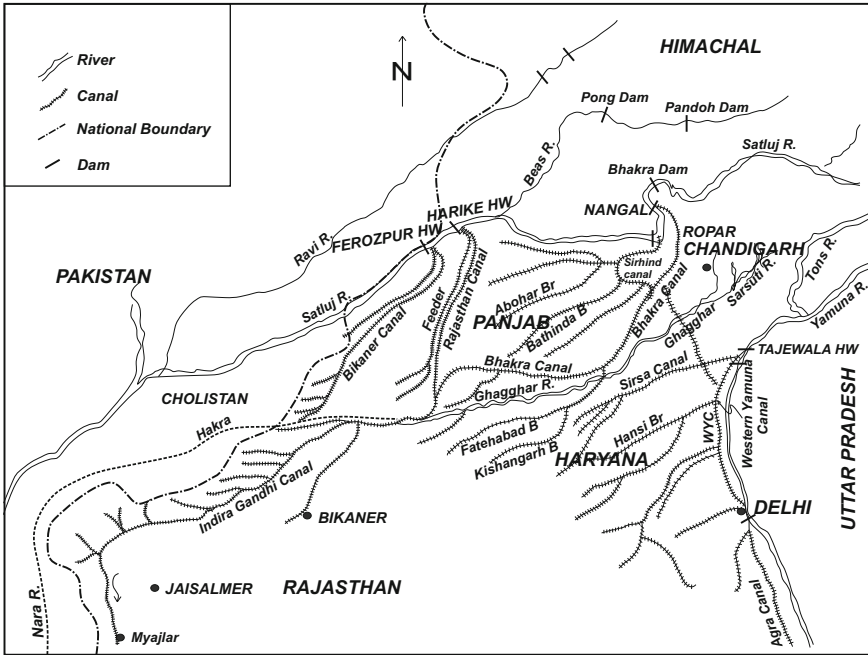 River
Canal
National Boundary
Dam
N
HIMACHAL
Pong Dam
Pandoh Dam
Beas R.
Satluj R.
Bhakra Dam
NANGAL
HARIKE HW
FEROZPUR HW
Ravi R.
ROPAR
CHANDIGARH
Sirhind
canal
Sarsuti R.
Tons R.
Yamuna R.
PAKISTAN
Satluj R.
Abohar Br
PANJAB
Bathinda B
Bhakra Canal
Ghagghar
Feeder
Rajasthan Canal
Bikaner Canal
TAJEWALA HW
Bhakra Canal
Ghagghar R.
Sirsa Canal
CHOLISTAN
Hakra
Fatehabad B
Kishangarh B
Hansi Br
HARYANA
WYC
Western Yamuna
Canal
UTTAR PRADESH
Indira Gandhi Canal
BIKANER
DELHI
JAISALMER
RAJASTHAN
Nara R.
Myajlar
Agra Canal